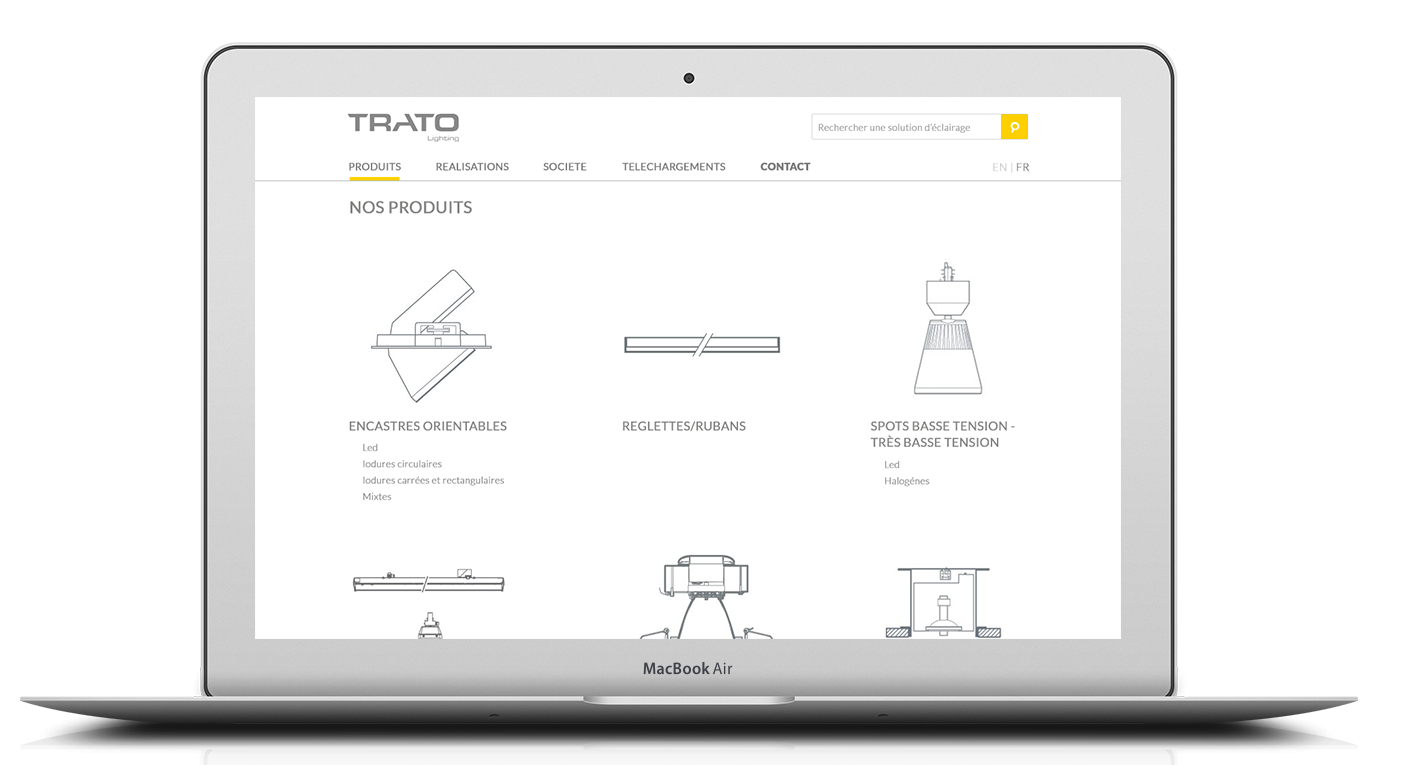 TRATO
Lighting
Rechercher une solution d'éclairage
PRODUITS REALISATIONS SOCIETE TELECHARGEMENTS CONTACT EN | FR
NOS PRODUITS
ENCASTRES ORIENTABLES
Led
Iodures circulaires
Iodures carrées et rectangulaires
Mixtes
REGLETTES/RUBANS
SPOTS BASSE TENSION -
TRÈS BASSE TENSION
Led
Halogénes
MacBook Air